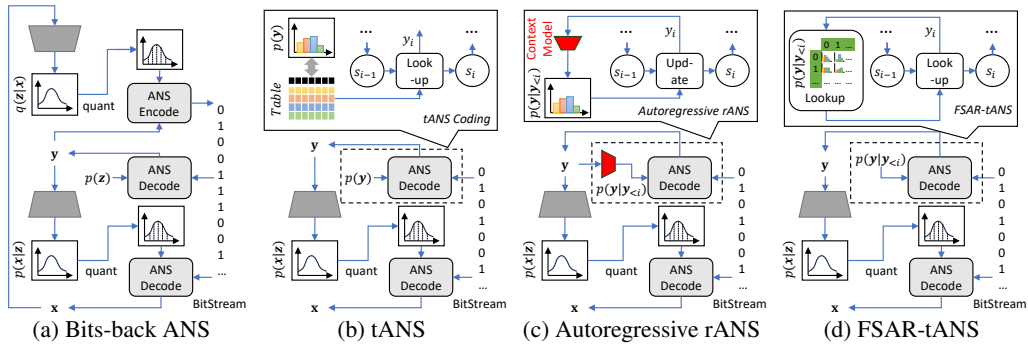 q(z|x)
quant
ANS
Encode
y
p(z)
ANS
Decode
p(x|z)
quant
ANS
Decode
x
BitStream
0
1
0
0
1
0
1
0
0
1
...
(a) Bits-back ANS
p(y)
Table
...
s_{i-1}
y_i
Look
-up
...
s_i
tANS Coding
y
p(y)
ANS
Decode
p(x|z)
quant
ANS
Decode
x
BitStream
0
1
0
1
0
0
1
...
(b) tANS
Context
Model
p(y|y_{<i})
...
s_{i-1}
y_i
Upd-
ate
...
s_i
Autoregressive rANS
y
p(y|y_{<i})
ANS
Decode
p(x|z)
quant
ANS
Decode
x
BitStream
0
1
0
1
0
0
1
...
(c) Autoregressive rANS
p(y|y_{<i})
0 1 ...
0
1
...
Lookup
...
s_{i-1}
y_i
Look
-up
...
s_i
FSAR-tANS
y
p(y|y_{<i})
ANS
Decode
p(x|z)
quant
ANS
Decode
x
BitStream
0
1
0
1
0
0
1
...
(d) FSAR-tANS